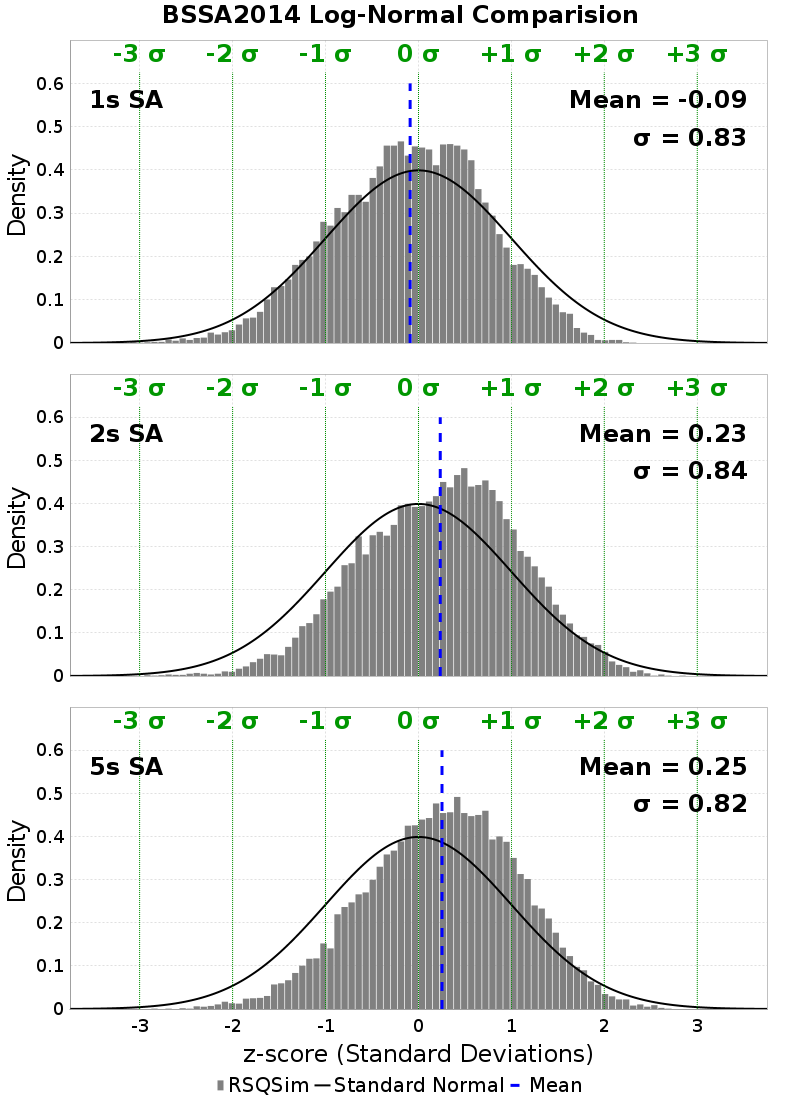 BSSA2014 Log-Normal Comparision
-3 σ -2 σ -1 σ 0 σ +1 σ +2 σ +3 σ
1s SA
Mean = -0.09
σ = 0.83
0.6
0.5
0.4
0.3
0.2
0.1
0
Density
-3 σ -2 σ -1 σ 0 σ +1 σ +2 σ +3 σ
2s SA
Mean = 0.23
σ = 0.84
0.6
0.5
0.4
0.3
0.2
0.1
0
Density
-3 σ -2 σ -1 σ 0 σ +1 σ +2 σ +3 σ
5s SA
Mean = 0.25
σ = 0.82
0.6
0.5
0.4
0.3
0.2
0.1
0
Density
-3 -2 -1 0 1 2 3
z-score (Standard Deviations)
RSQSim Standard Normal Mean